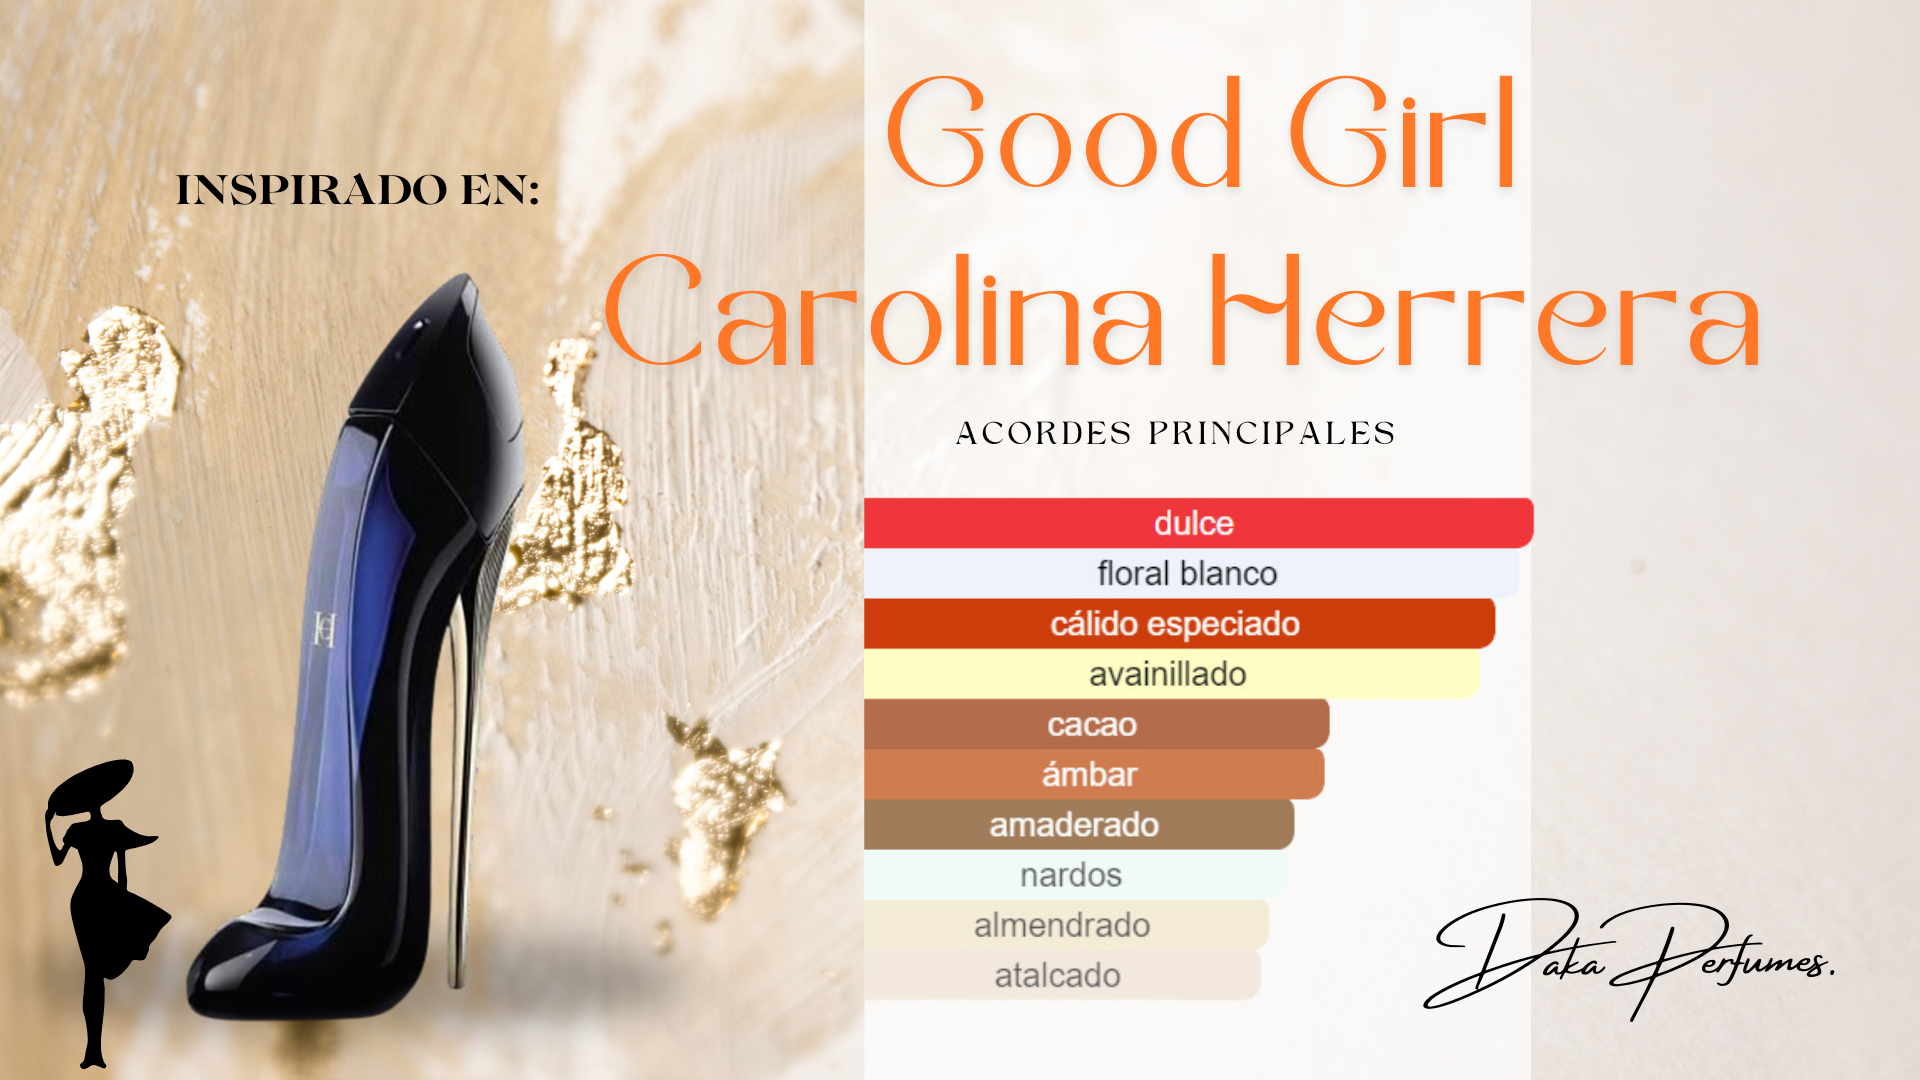 INSPIRADO EN:
Good Girl
Carolina Herrera
ACORDES PRINCIPALES
dulce
floral blanco
cálido especiado
avainillado
cacao
ámbar
amaderado
nardos
almendrado
atalcado
CH
Daka Perfumes.